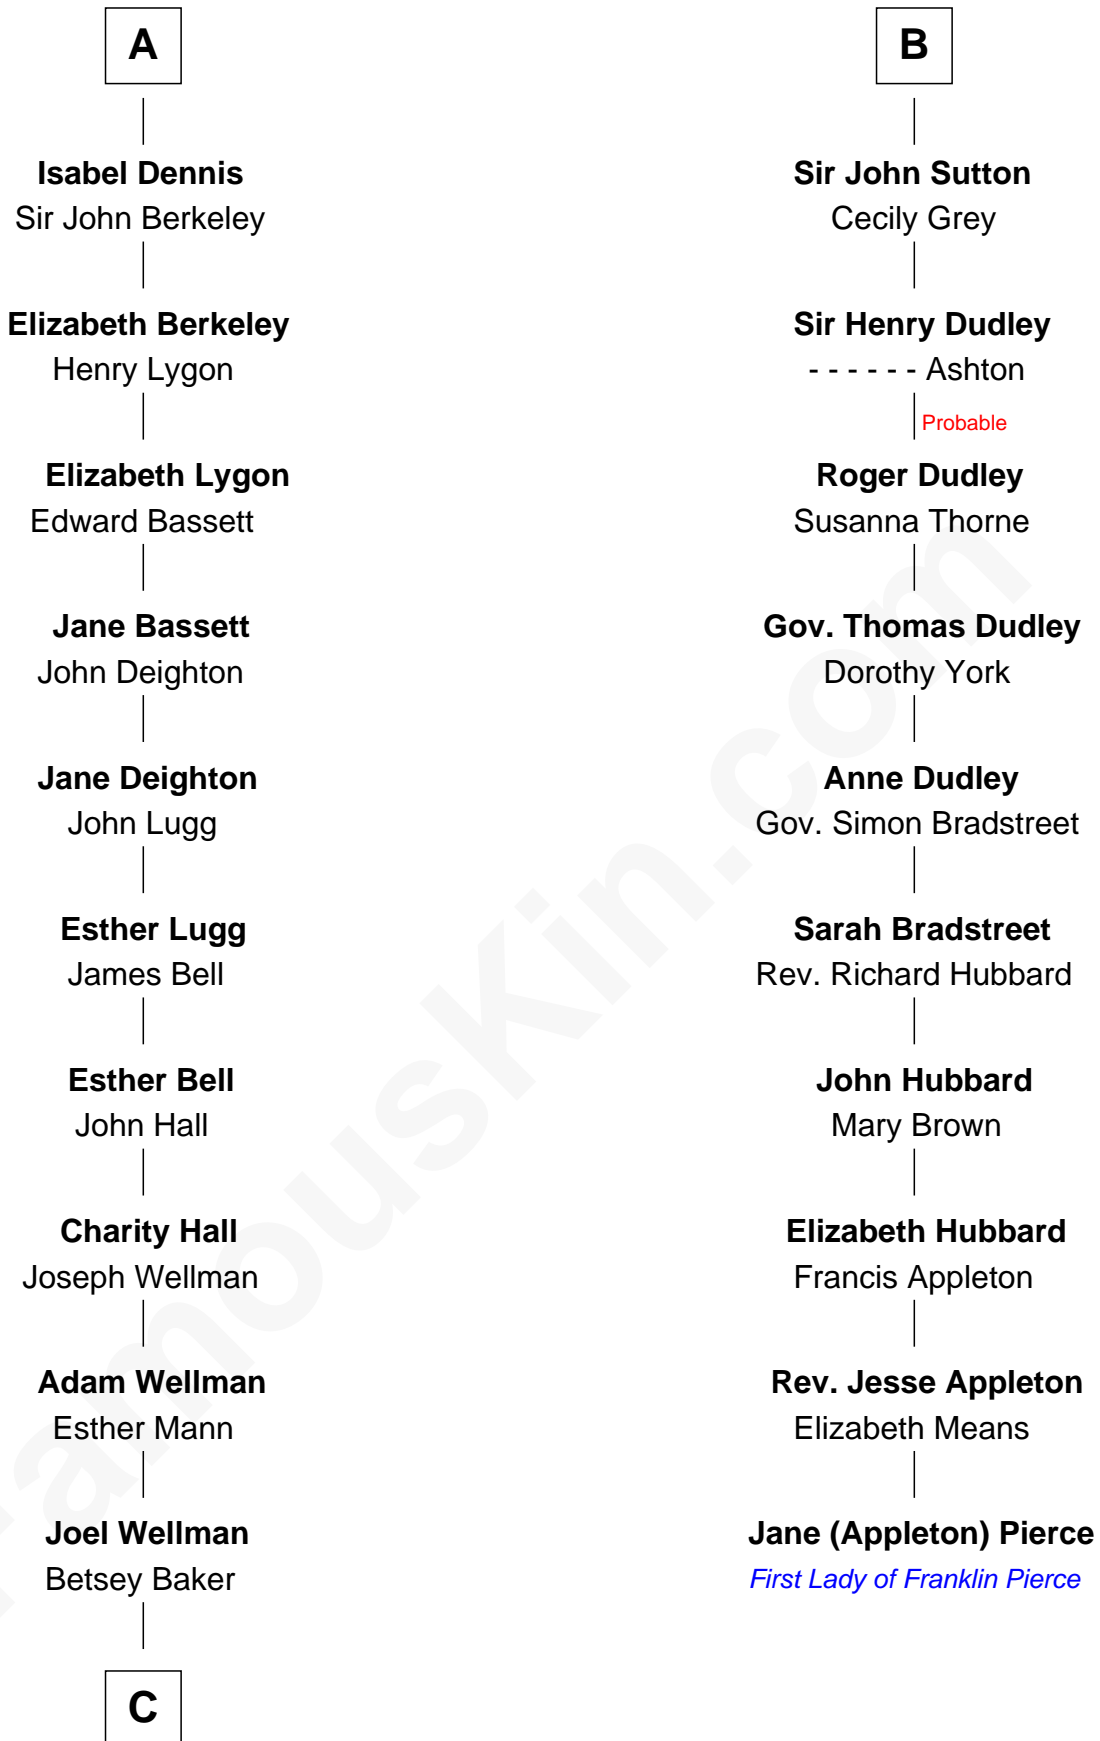 A
Isabel Dennis
Sir John Berkeley
Elizabeth Berkeley
Henry Lygon
Elizabeth Lygon
Edward Bassett
Jane Bassett
John Deighton
Jane Deighton
John Lugg
Esther Lugg
James Bell
Esther Bell
John Hall
Charity Hall
Joseph Wellman
Adam Wellman
Esther Mann
Joel Wellman
Betsey Baker
C
B
Sir John Sutton
Cecily Grey
Sir Henry Dudley
- - - - - - Ashton
Probable
Roger Dudley
Susanna Thorne
Gov. Thomas Dudley
Dorothy York
Anne Dudley
Gov. Simon Bradstreet
Sarah Bradstreet
Rev. Richard Hubbard
John Hubbard
Mary Brown
Elizabeth Hubbard
Francis Appleton
Rev. Jesse Appleton
Elizabeth Means
Jane (Appleton) Pierce
First Lady of Franklin Pierce
FamousKin.com